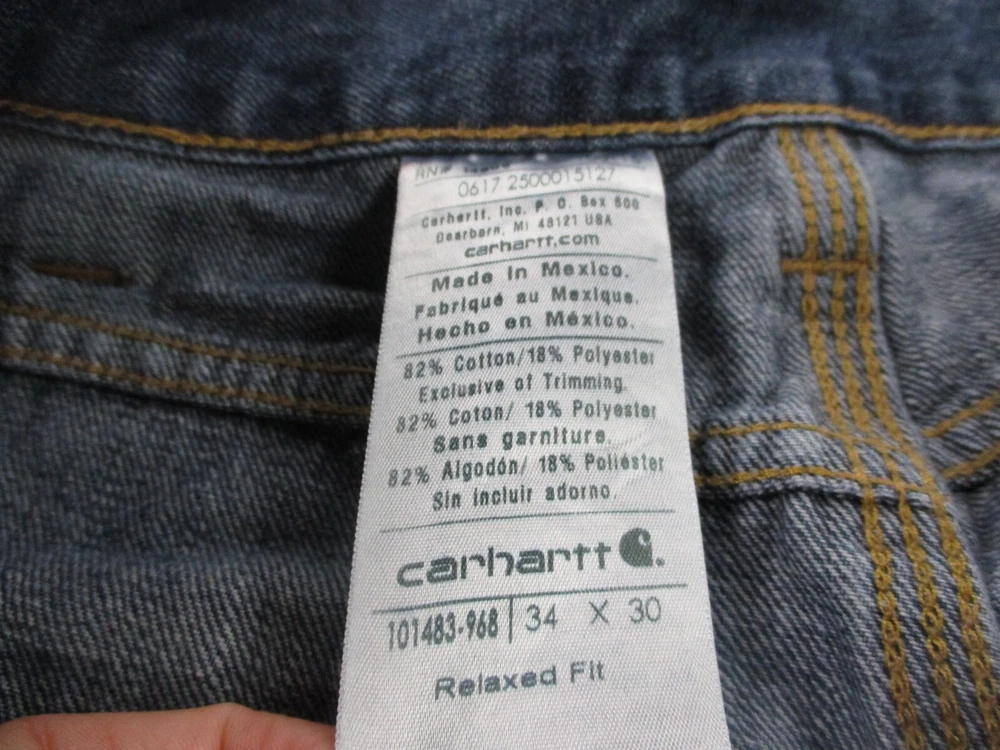 RN#
0617 2500015127
Carhartt, Inc. P. O. Box 600
Dearborn, MI 48121 USA
carhartt.com
Made In Mexico.
Fabriqué au Mexique.
Hecho en México.
82% Cotton/18% Polyester
Exclusive of Trimming.
82% Coton/ 18% Polyester
Sans garniture.
82% Algodón/ 18% Poliéster
Sin incluir adorno.
carhartt
101483-968 | 34 X 30
Relaxed Fit